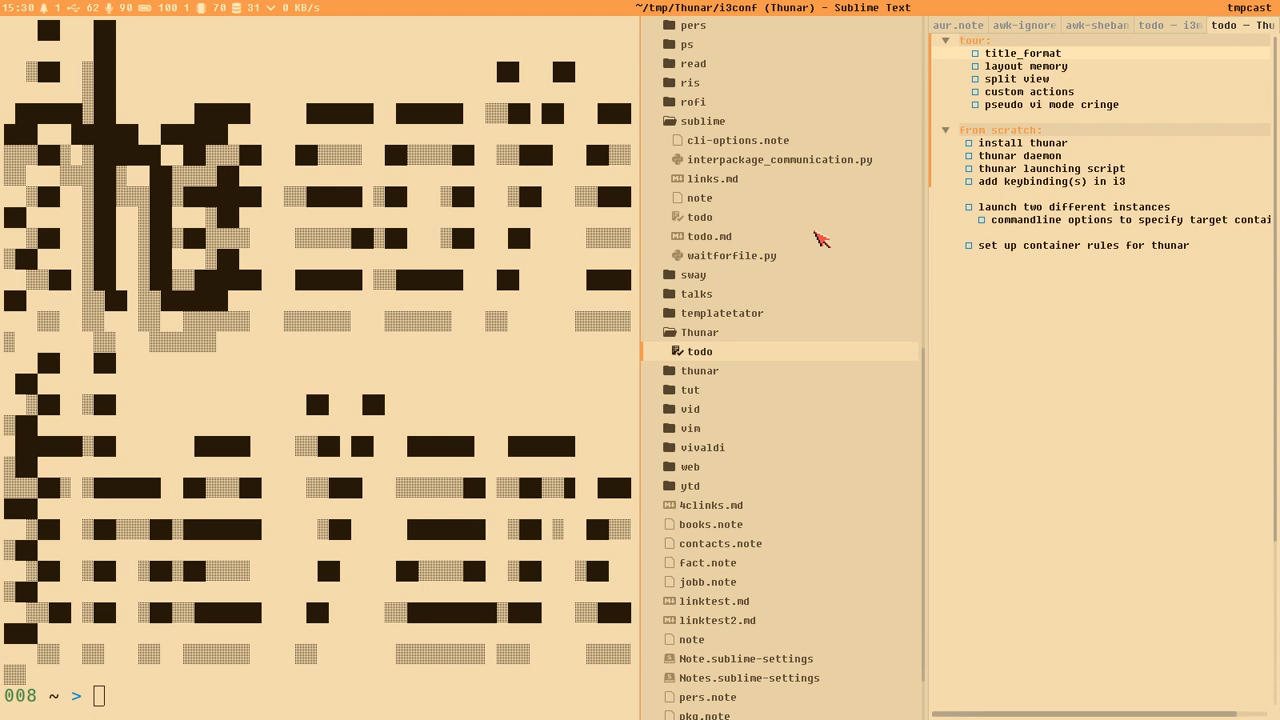 15:30 1 62 90 100 1 70 31 0 KB/s
~/tmp/Thunar/i3conf (Thunar) - Sublime Text
tmpcast
pers
ps
read
ris
rofi
sublime
cli-options.note
interpackage_communication.py
links.md
note
todo
todo.md
waitforfile.py
sway
talks
templatetator
Thunar
todo
thunar
tut
vid
vim
vivaldi
web
ytd
4clinks.md
books.note
contacts.note
fact.note
jobb.note
linktest.md
linktest2.md
note
Note.sublime-settings
Notes.sublime-settings
pers.note
pkg.note
aur.note awk-ignore awk-sheban todo — i3m todo — Thu
tour:
title_format
layout memory
split view
custom actions
pseudo vi mode cringe
From scratch:
install thunar
thunar daemon
thunar launching script
add keybinding(s) in i3
launch two different instances
commandline options to specify target contai
set up container rules for thunar
008 ~ >